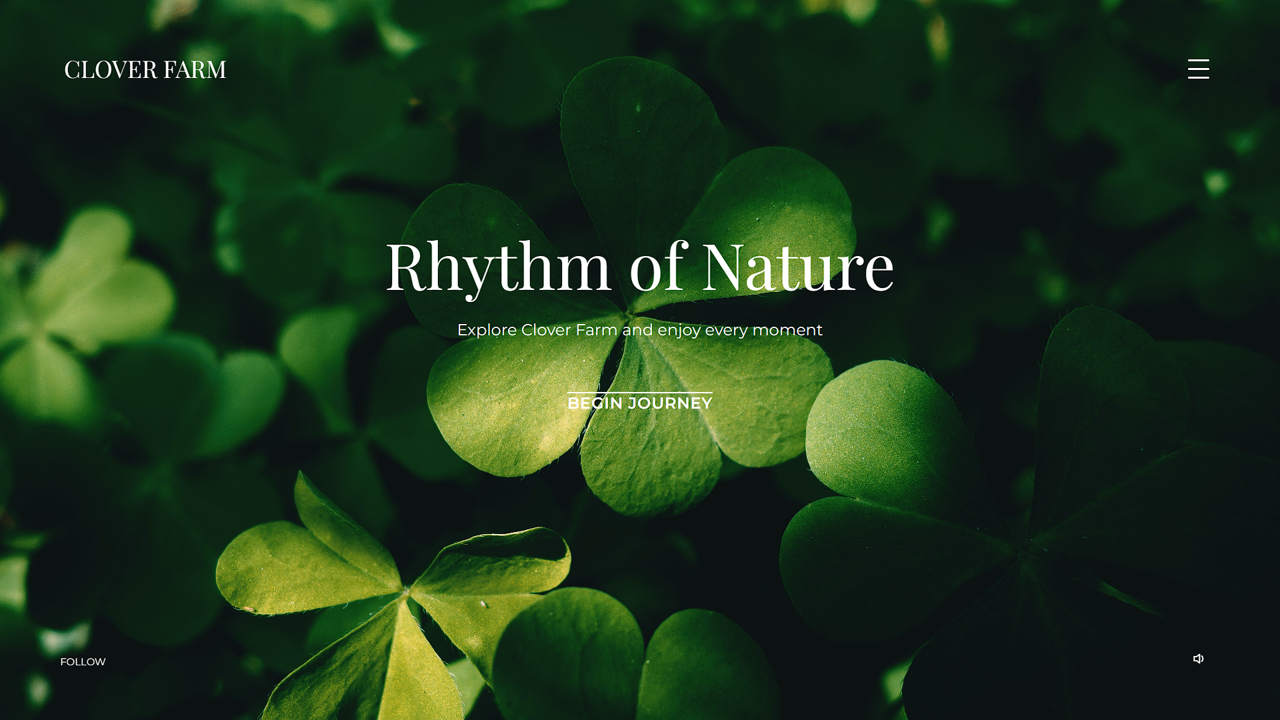 CLOVER FARM
Rhythm of Nature
Explore Clover Farm and enjoy every moment
BEGIN JOURNEY
FOLLOW